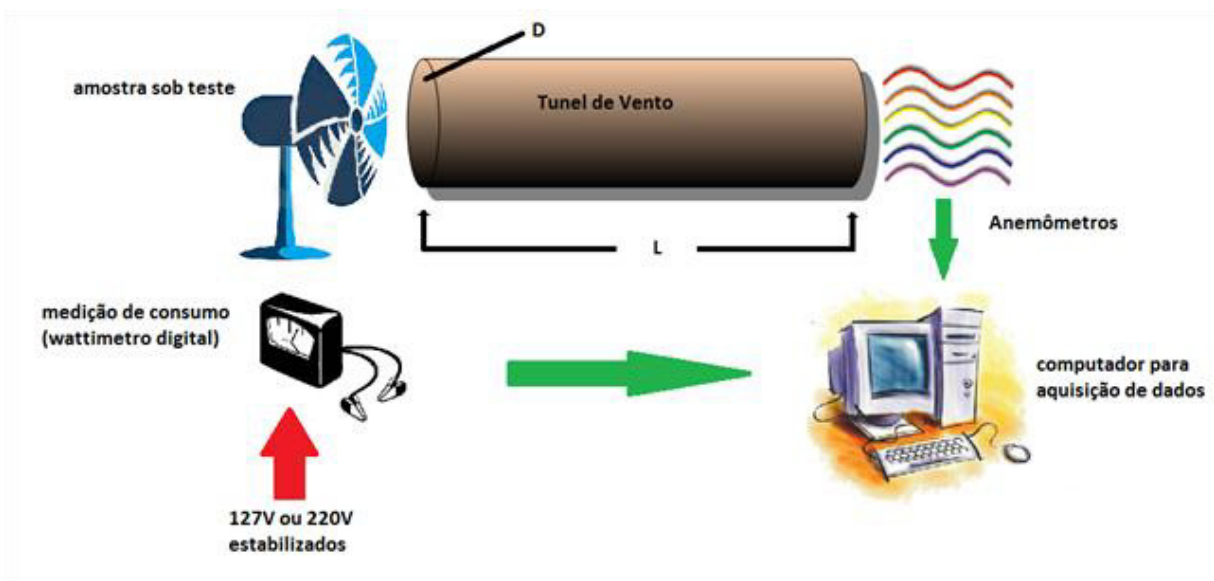 D
amostra sob teste
Tunel de Vento
Anemômetros
L
medição de consumo
(wattimetro digital)
computador para
aquisição de dados
127V ou 220V
estabilizados